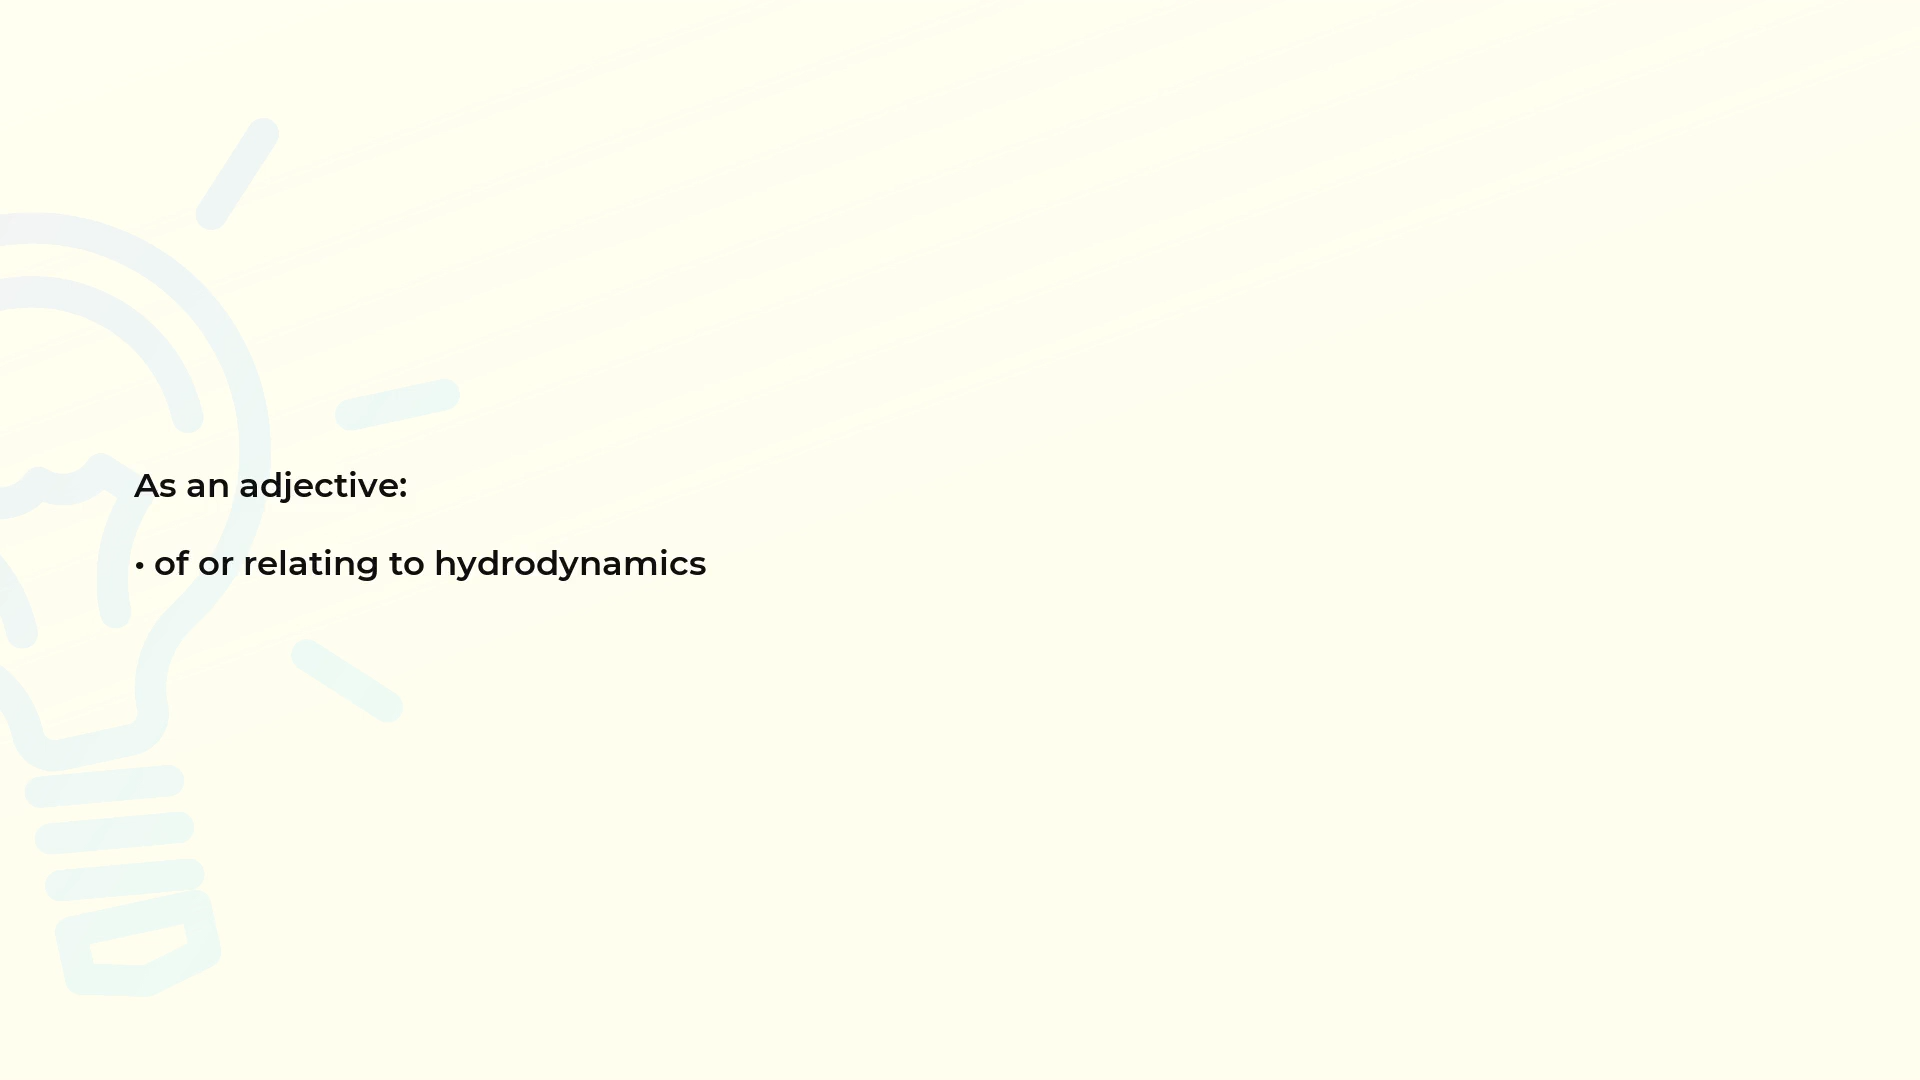 As an adjective:
• of or relating to hydrodynamics